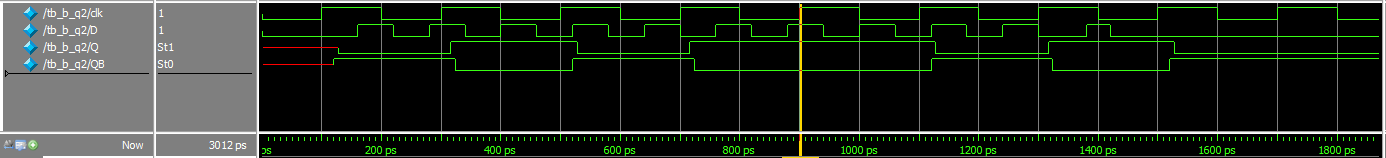 /tb_b_q2/clk 1
/tb_b_q2/D 1
/tb_b_q2/Q St1
/tb_b_q2/QB St0
Now 3012 ps ps 200 ps 400 ps 600 ps 800 ps 1000 ps 1200 ps 1400 ps 1600 ps 1800 ps